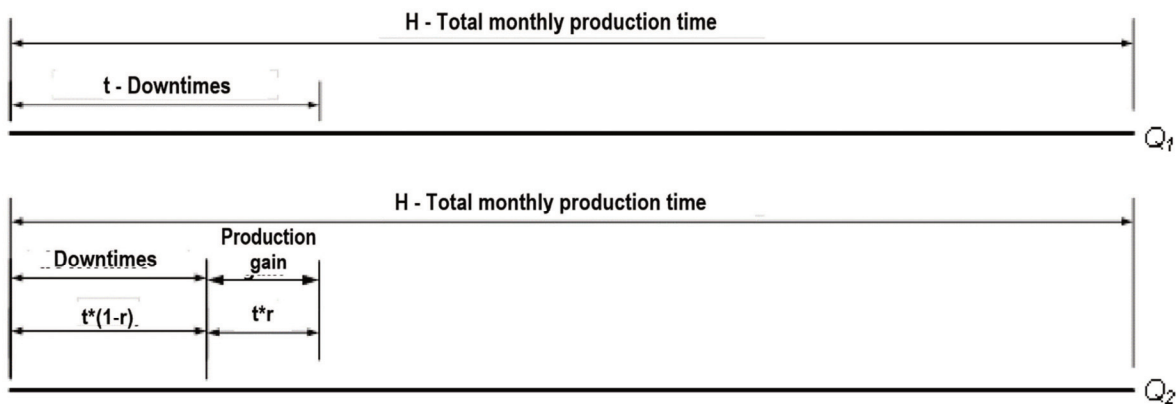 H - Total monthly production time
t - Downtimes
Q1
H - Total monthly production time
Production
gain
Downtimes
t*(1-r)
t*r
Q2